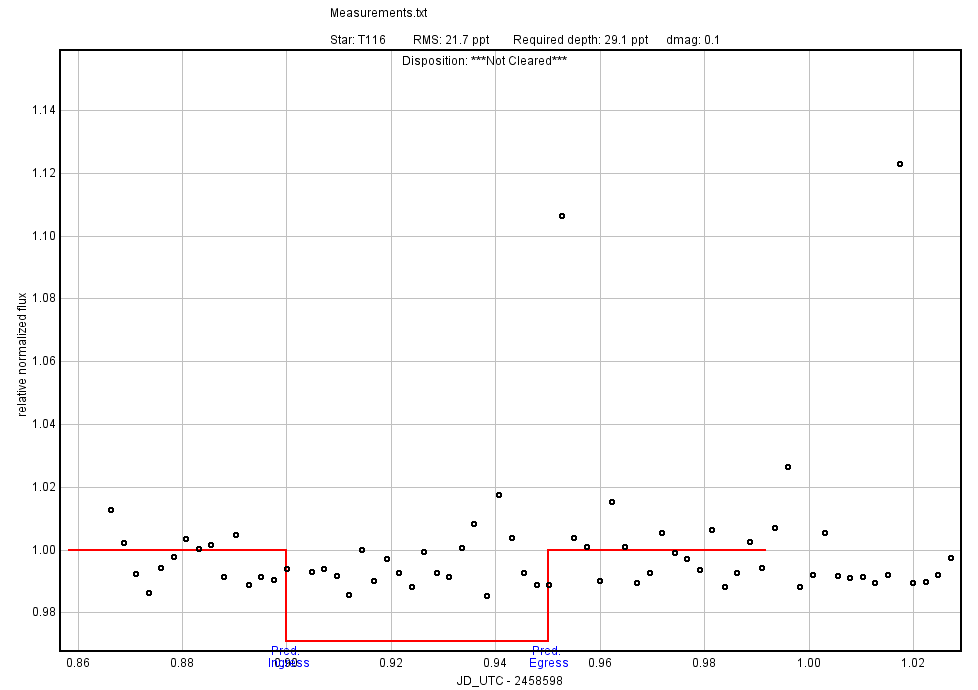 Measurements.txt
Star: T116 RMS: 21.7 ppt Required depth: 29.1 ppt dmag: 0.1
Disposition: ***Not Cleared***
1.14
1.12
1.10
1.08
1.06
1.04
1.02
1.00
0.98
relative normalized flux
Pred. Pred.
Ingress Egress
0.86 0.88 0.90 0.92 0.94 0.96 0.98 1.00 1.02
JD_UTC - 2458598